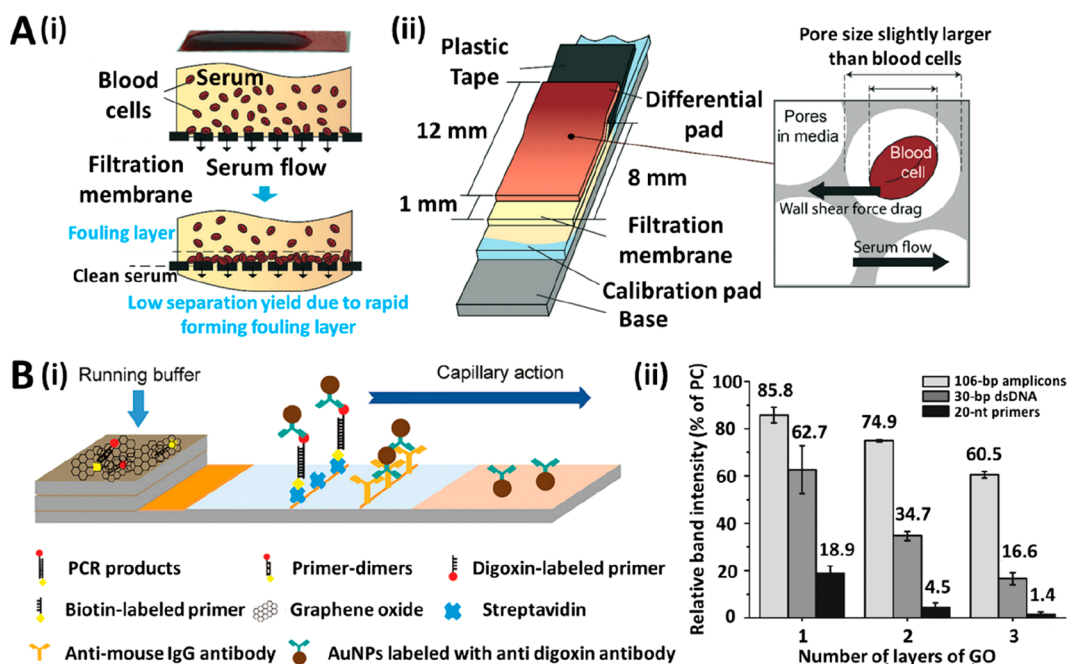 A (i)
Serum
Blood
cells
Filtration
membrane
Serum flow
Fouling layer
Clean serum
Low separation yield due to rapid
forming fouling layer
(ii)
Plastic
Tape
12 mm
1 mm
Differential
pad
8 mm
Filtration
membrane
Calibration pad
Base
Pore size slightly larger
than blood cells
Pores
in media
Blood
cell
Wall shear force drag
Serum flow
B (i)
Running buffer
Capillary action
PCR products
Primer-dimers
Digoxin-labeled primer
Biotin-labeled primer
Graphene oxide
Streptavidin
Anti-mouse IgG antibody
AuNPs labeled with anti digoxin antibody
(ii)
Relative band intensity (% of PC)
100
80
60
40
20
0
106-bp amplicons
30-bp dsDNA
20-nt primers
85.8
62.7
18.9
74.9
34.7
4.5
60.5
16.6
1.4
1
2
3
Number of layers of GO